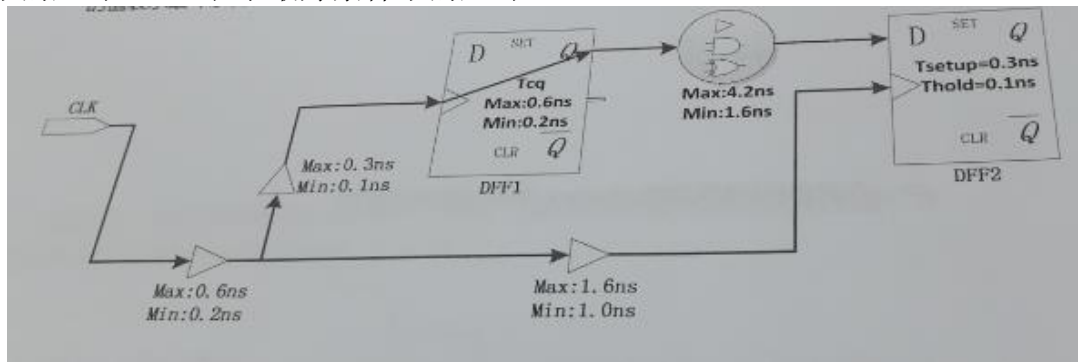 CLK
Max:0.6ns
Min:0.2ns
Max:0.3ns
Min:0.1ns
D
SET
Q
Tcq
Max:0.6ns
Min:0.2ns
CLR
Q
DFF1
Max:4.2ns
Min:1.6ns
Max:1.6ns
Min:1.0ns
D
SET
Q
Tsetup=0.3ns
Thold=0.1ns
CLR
Q
DFF2